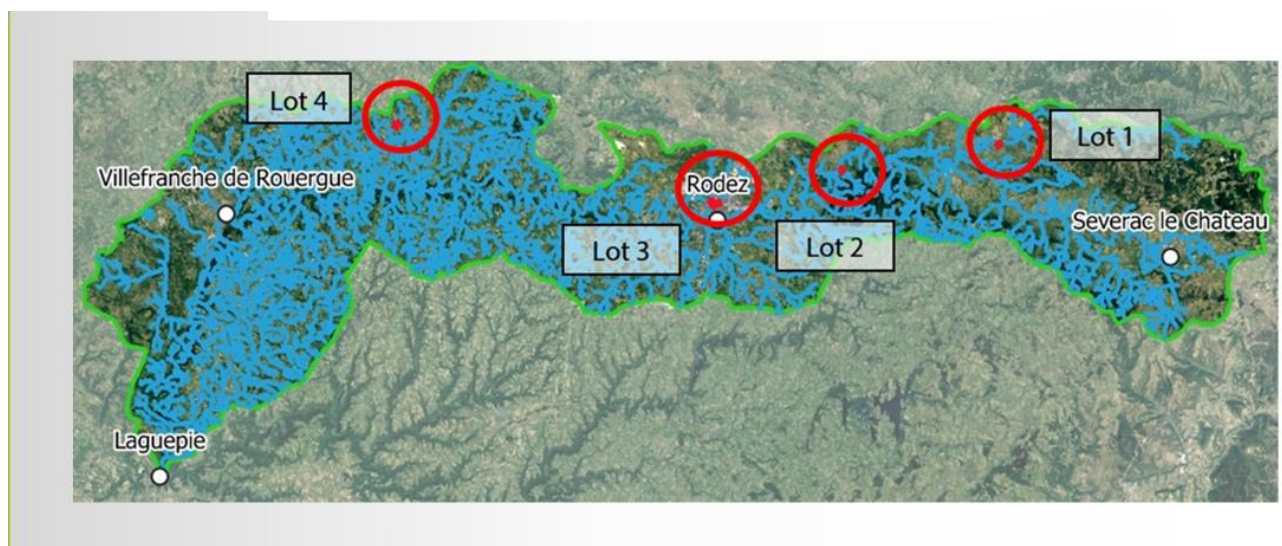 Lot 4
Lot 1
Villefranche de Rouergue
Rodez
Severac le Chateau
Lot 3
Lot 2
Laguepie